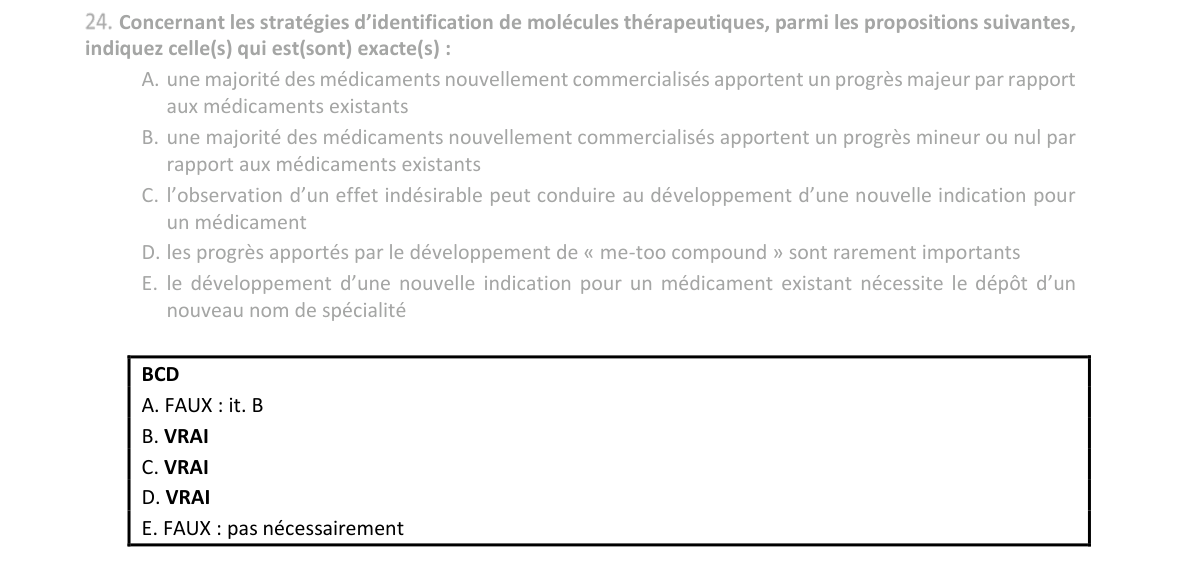 24. Concernant les stratégies d’identification de molécules thérapeutiques, parmi les propositions suivantes,
indiquez celle(s) qui est(sont) exacte(s) :
A. une majorité des médicaments nouvellement commercialisés apportent un progrès majeur par rapport
aux médicaments existants
B. une majorité des médicaments nouvellement commercialisés apportent un progrès mineur ou nul par
rapport aux médicaments existants
C. l’observation d’un effet indésirable peut conduire au développement d’une nouvelle indication pour
un médicament
D. les progrès apportés par le développement de « me-too compound » sont rarement importants
E. le développement d’une nouvelle indication pour un médicament existant nécessite le dépôt d’un
nouveau nom de spécialité
BCD
A. FAUX : it. B
B. VRAI
C. VRAI
D. VRAI
E. FAUX : pas nécessairement